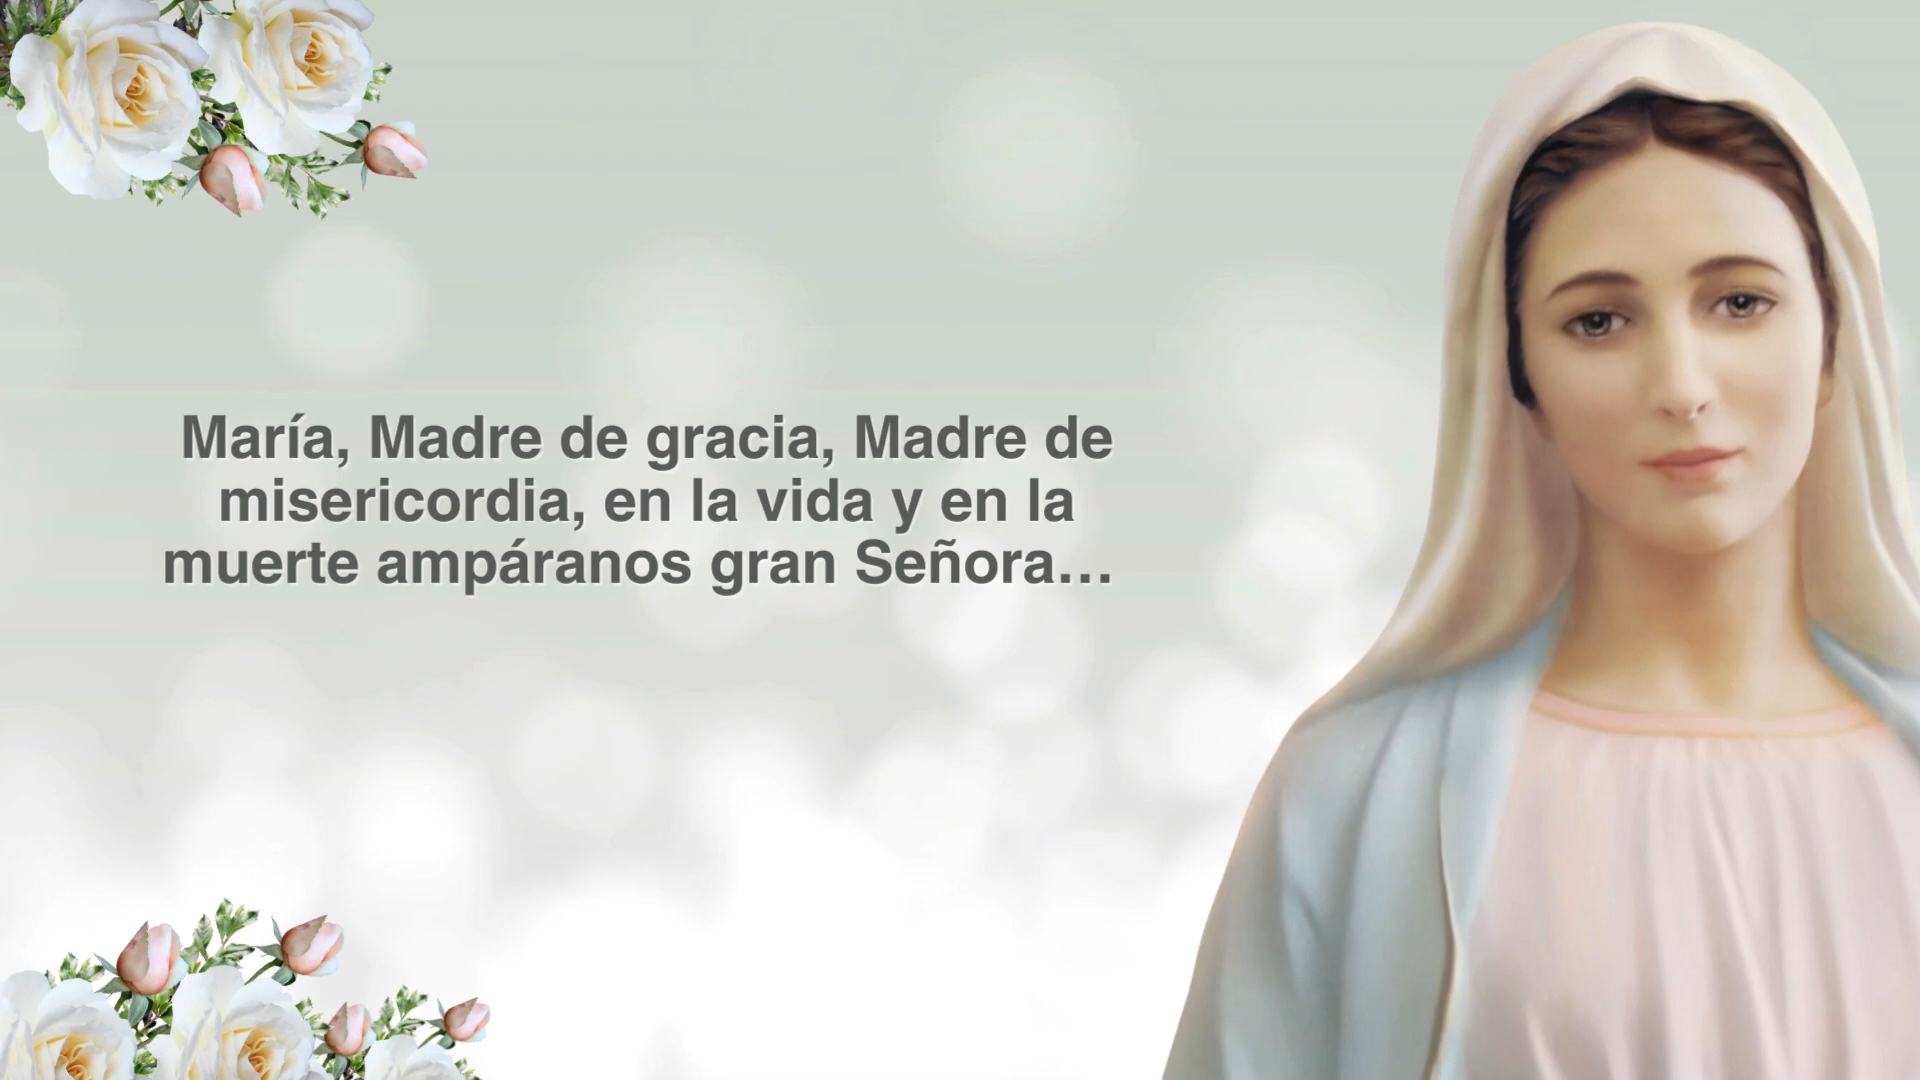 María, Madre de gracia, Madre de
misericordia, en la vida y en la
muerte ampáranos gran Señora...